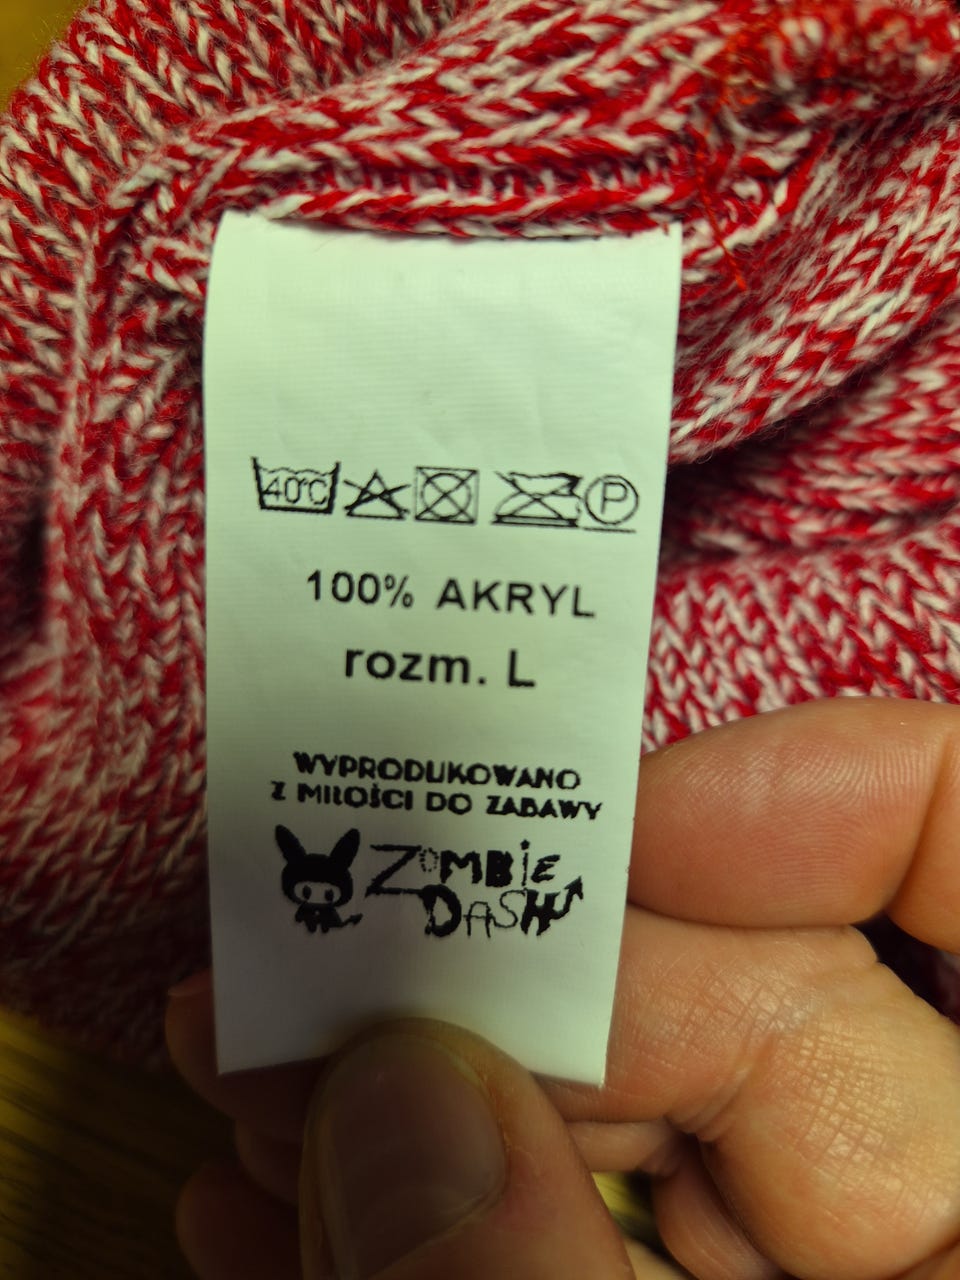 40°C P
100% AKRYL
rozm. L
WYPRODUKOWANO
Z MIŁOŚCI DO ZABAWY
ZOMBIE
DASH